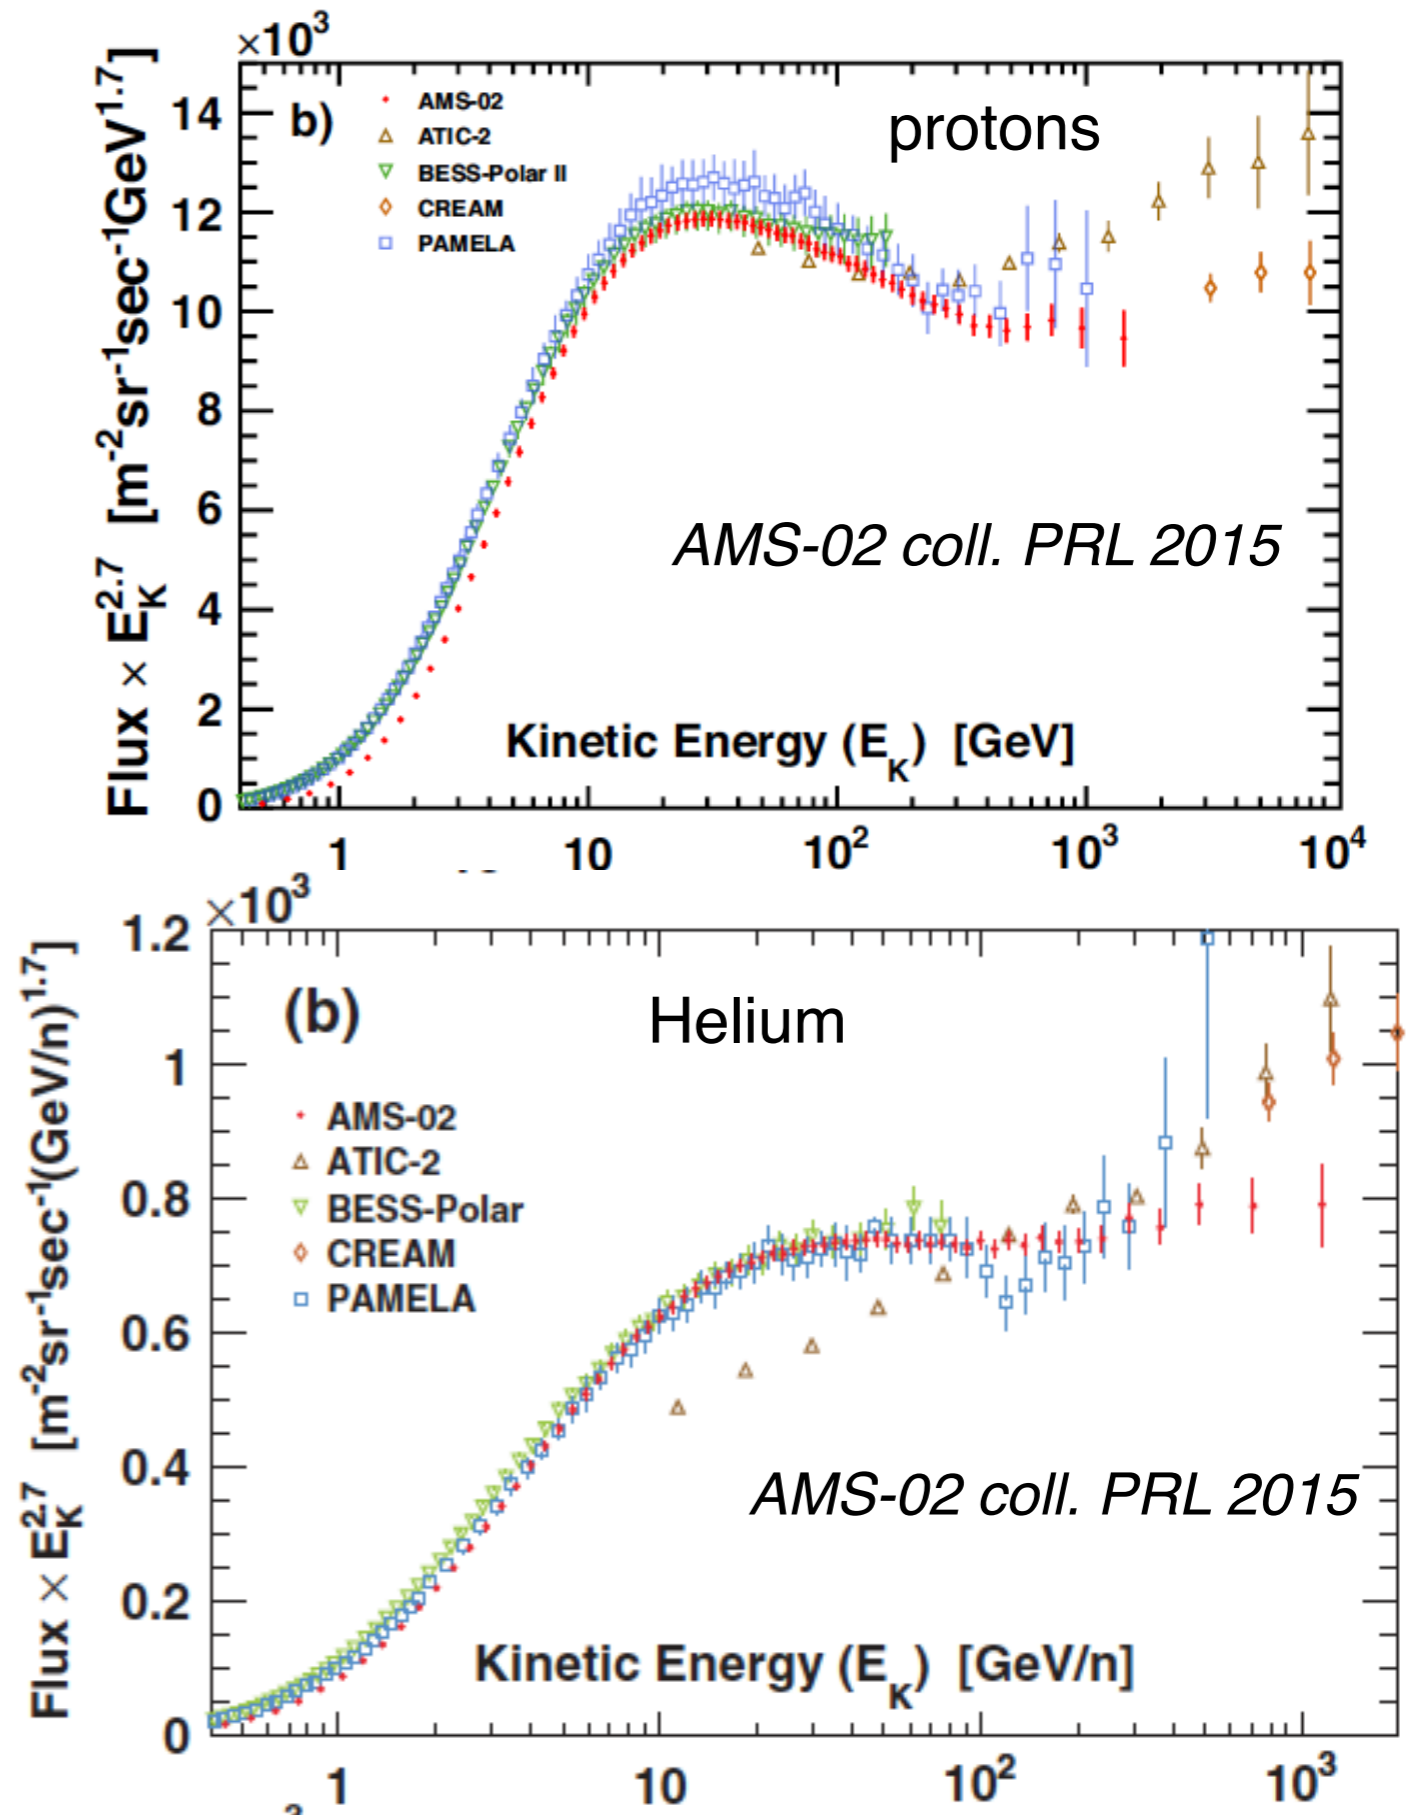 ×10³
Flux × E_K^2.7 [m⁻²sr⁻¹sec⁻¹GeV^1.7]
14
12
10
8
6
4
2
0
b)
AMS-02
ATIC-2
BESS-Polar II
CREAM
PAMELA
protons
AMS-02 coll. PRL 2015
Kinetic Energy (E_K) [GeV]
1 10 10² 10³ 10⁴
×10³
Flux × E_K^2.7 [m⁻²sr⁻¹sec⁻¹(GeV/n)^1.7]
1.2
1
0.8
0.6
0.4
0.2
0
(b)
Helium
AMS-02
ATIC-2
BESS-Polar
CREAM
PAMELA
AMS-02 coll. PRL 2015
Kinetic Energy (E_K) [GeV/n]
1 10 10² 10³